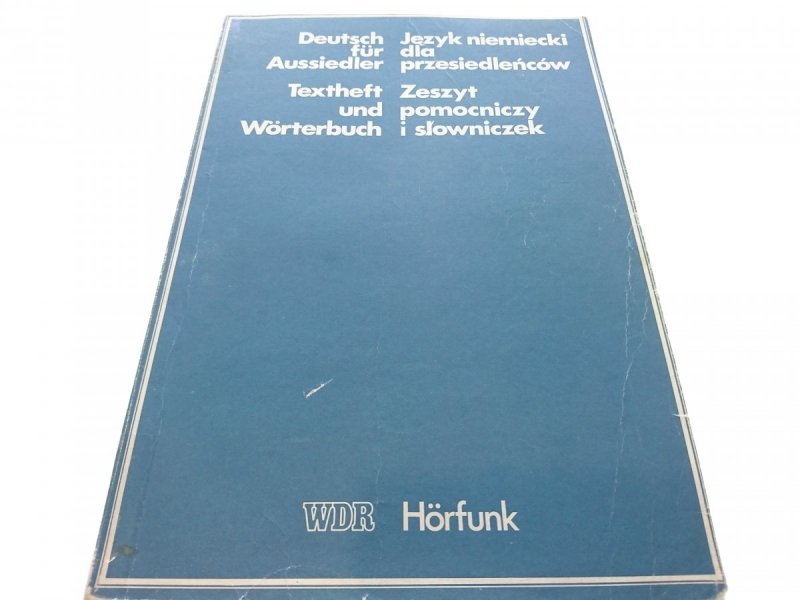 Deutsch
für
Aussiedler
Textheft
und
Wörterbuch
Język niemiecki
dla
przesiedleńców
Zeszyt
pomocniczy
i słowniczek
WDR Hörfunk